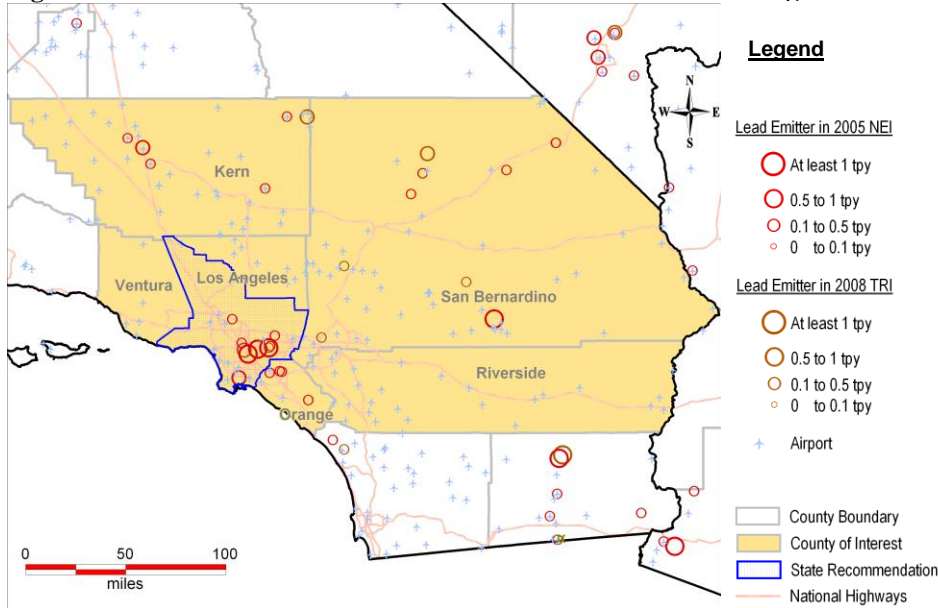 Legend
N
W E
S
Lead Emitter in 2005 NEI
At least 1 tpy
0.5 to 1 tpy
0.1 to 0.5 tpy
0 to 0.1 tpy
Lead Emitter in 2008 TRI
At least 1 tpy
0.5 to 1 tpy
0.1 to 0.5 tpy
0 to 0.1 tpy
Airport
County Boundary
County of Interest
State Recommendation
National Highways
Kern
Ventura
Los Angeles
San Bernardino
Riverside
Orange
0 50 100
miles